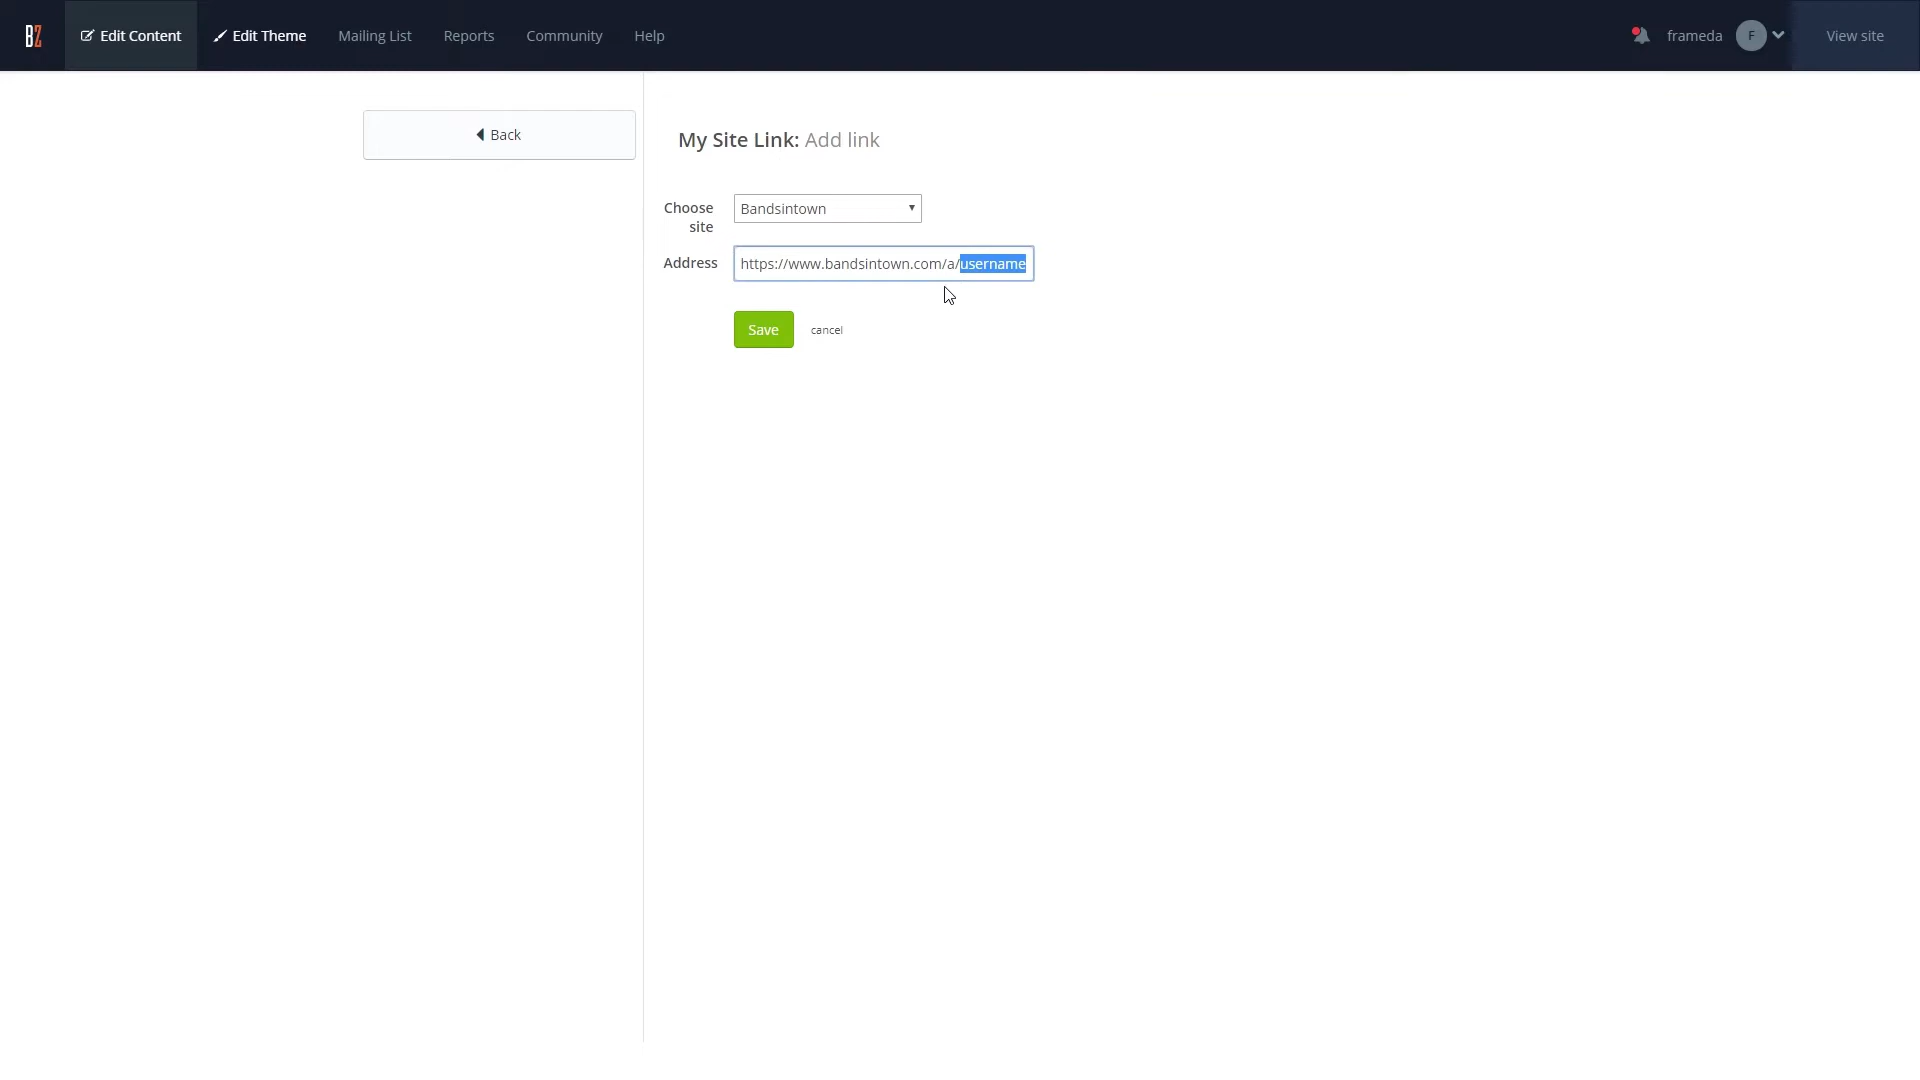 BZ
Edit Content
Edit Theme
Mailing List
Reports
Community
Help
frameda
F
View site
Back
My Site Link: Add link
Choose
site
Bandsintown
Address
https://www.bandsintown.com/a/username
Save
cancel